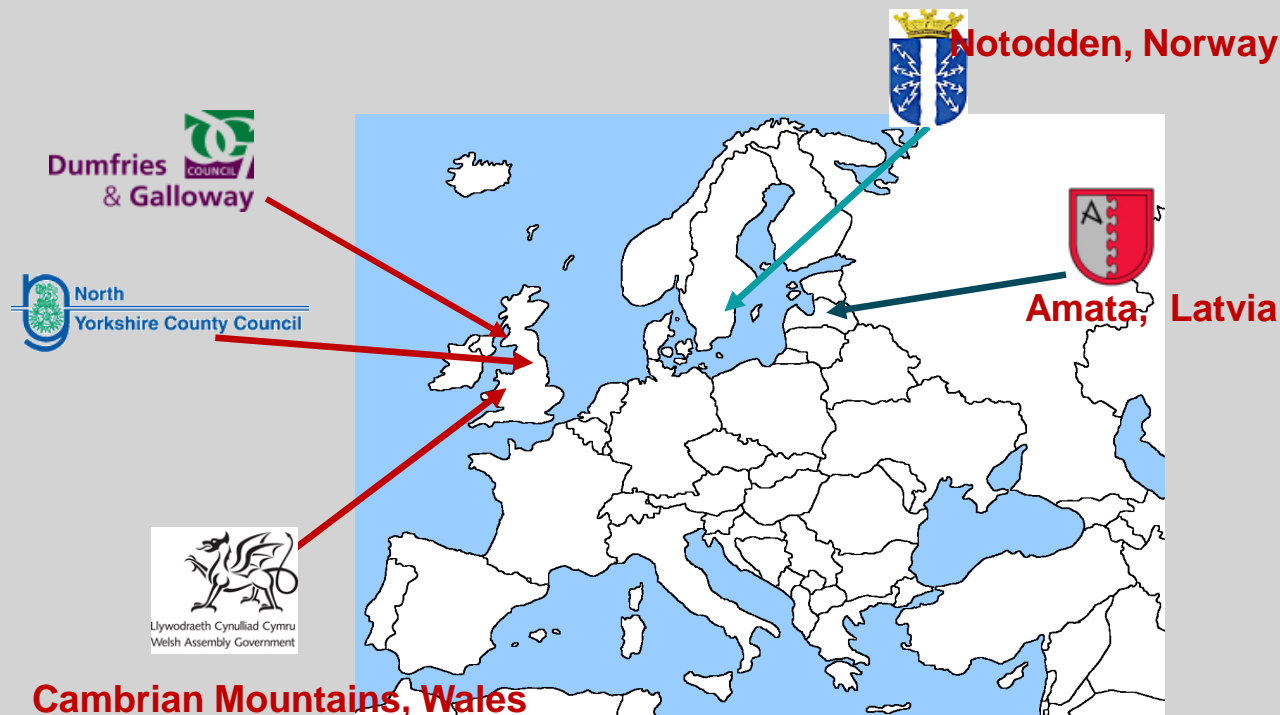 Notodden, Norway
Dumfries
COUNCIL
& Galloway
A
Amata, Latvia
North
Yorkshire County Council
Llywodraeth Cynulliad Cymru
Welsh Assembly Government
Cambrian Mountains, Wales